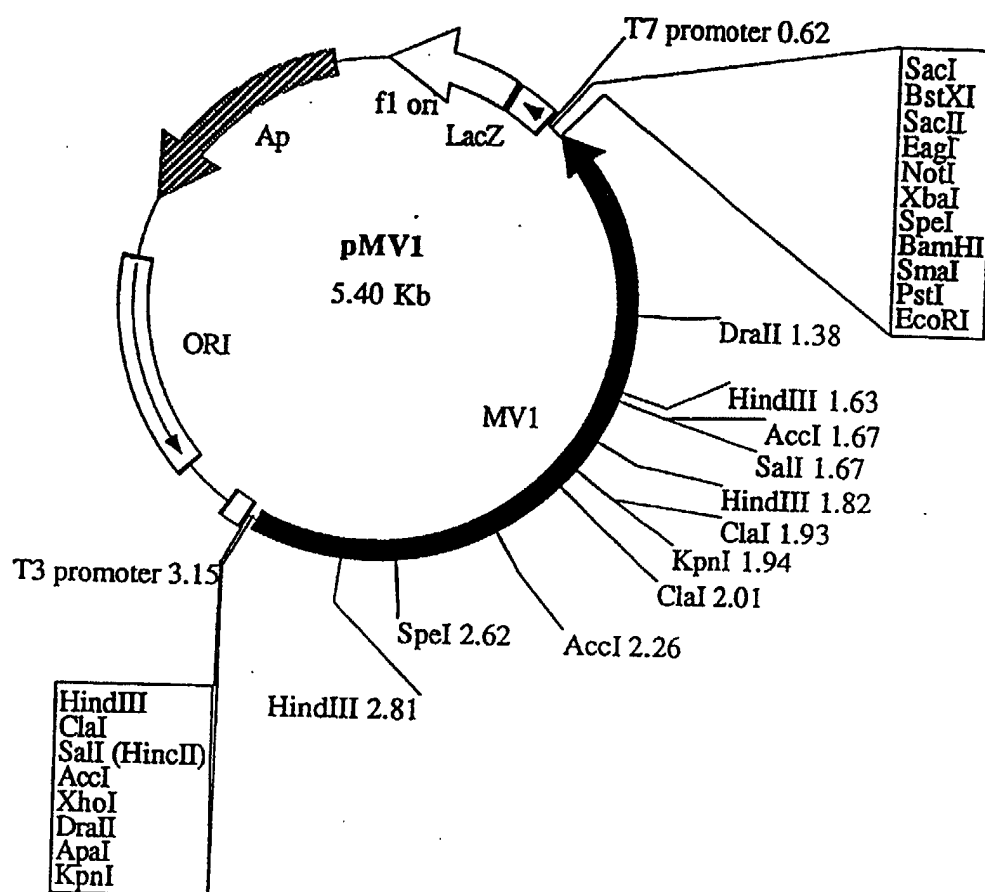 T7 promoter 0.62
SacI
BstXI
SacII
EagI
NotI
XbaI
SpeI
BamHI
SmaI
PstI
EcoRI
f1 ori
LacZ
Ap
pMV1
5.40 Kb
ORI
MV1
DraII 1.38
HindIII 1.63
AccI 1.67
SalI 1.67
HindIII 1.82
ClaI 1.93
KpnI 1.94
ClaI 2.01
AccI 2.26
SpeI 2.62
HindIII 2.81
T3 promoter 3.15
HindIII
ClaI
SalI (HincII)
AccI
XhoI
DraII
ApaI
KpnI